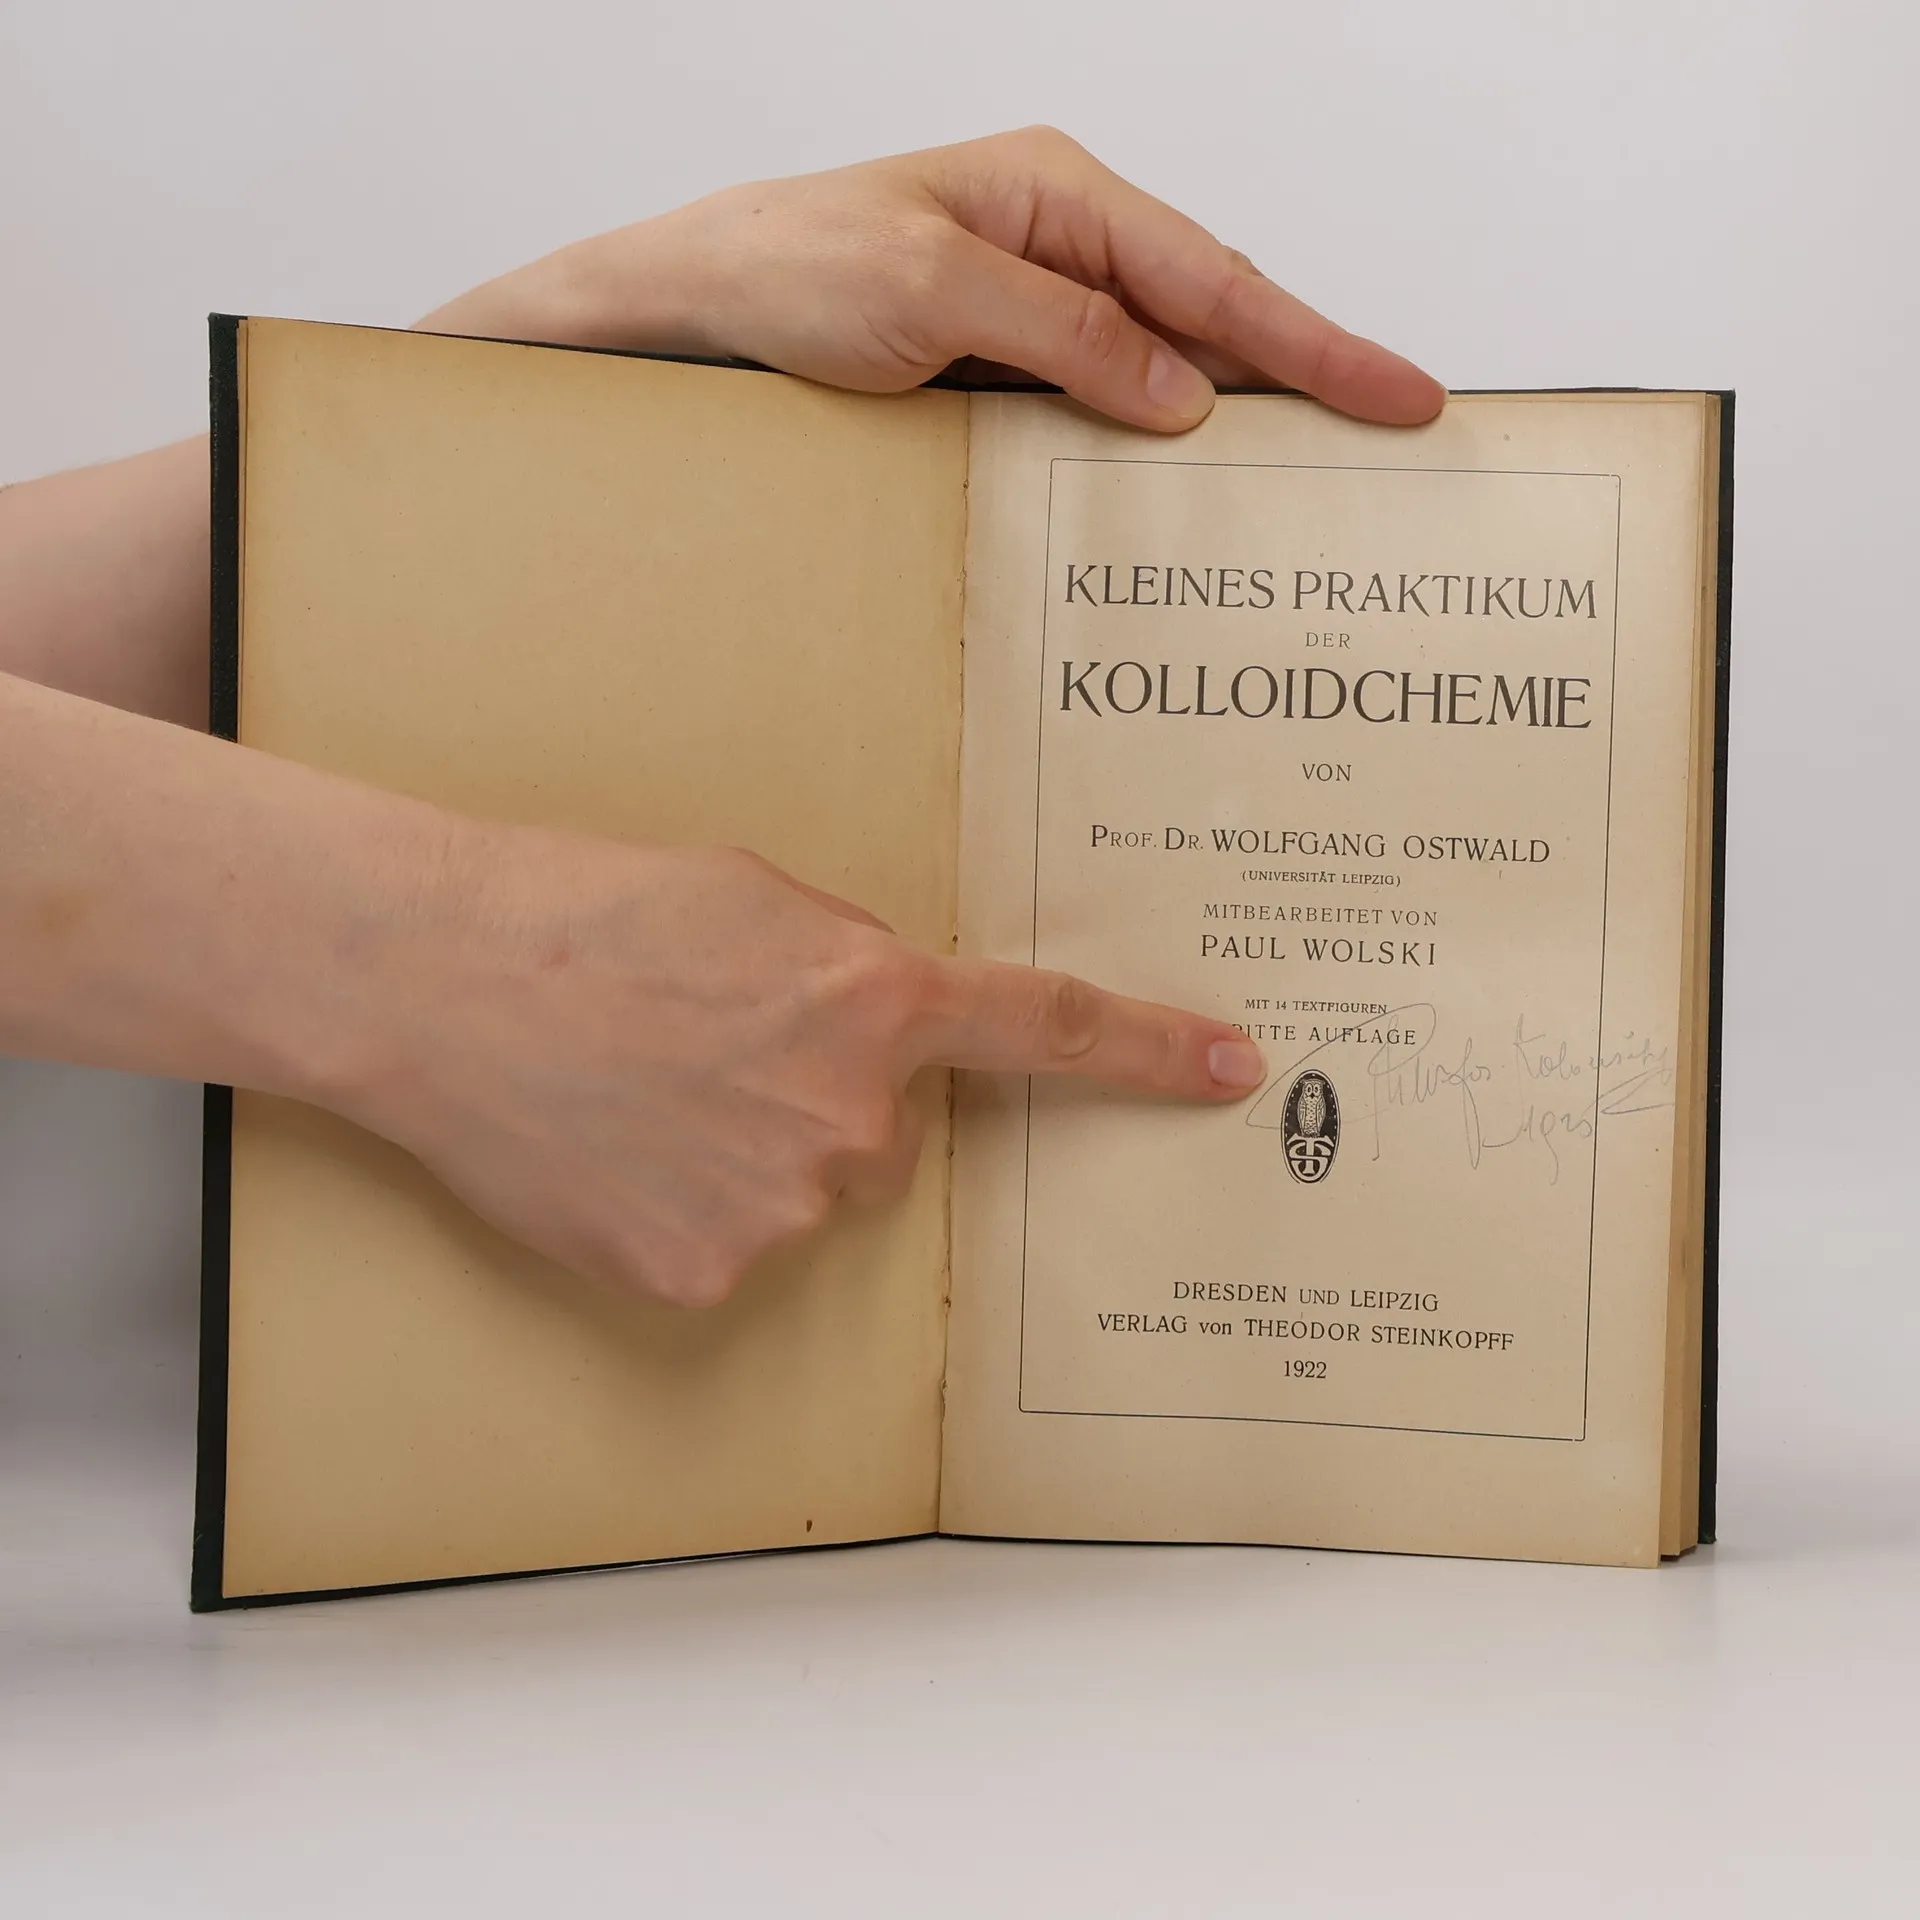 KLEINES PRAKTIKUM
DER
KOLLOIDCHEMIE
VON
PROF. DR. WOLFGANG OSTWALD
(UNIVERSITÄT LEIPZIG)
MITBEARBEITET VON
PAUL WOLSKI
MIT 14 TEXTFIGUREN
AUFLAGE
TS
DRESDEN UND LEIPZIG
VERLAG von THEODOR STEINKOPFF
1922